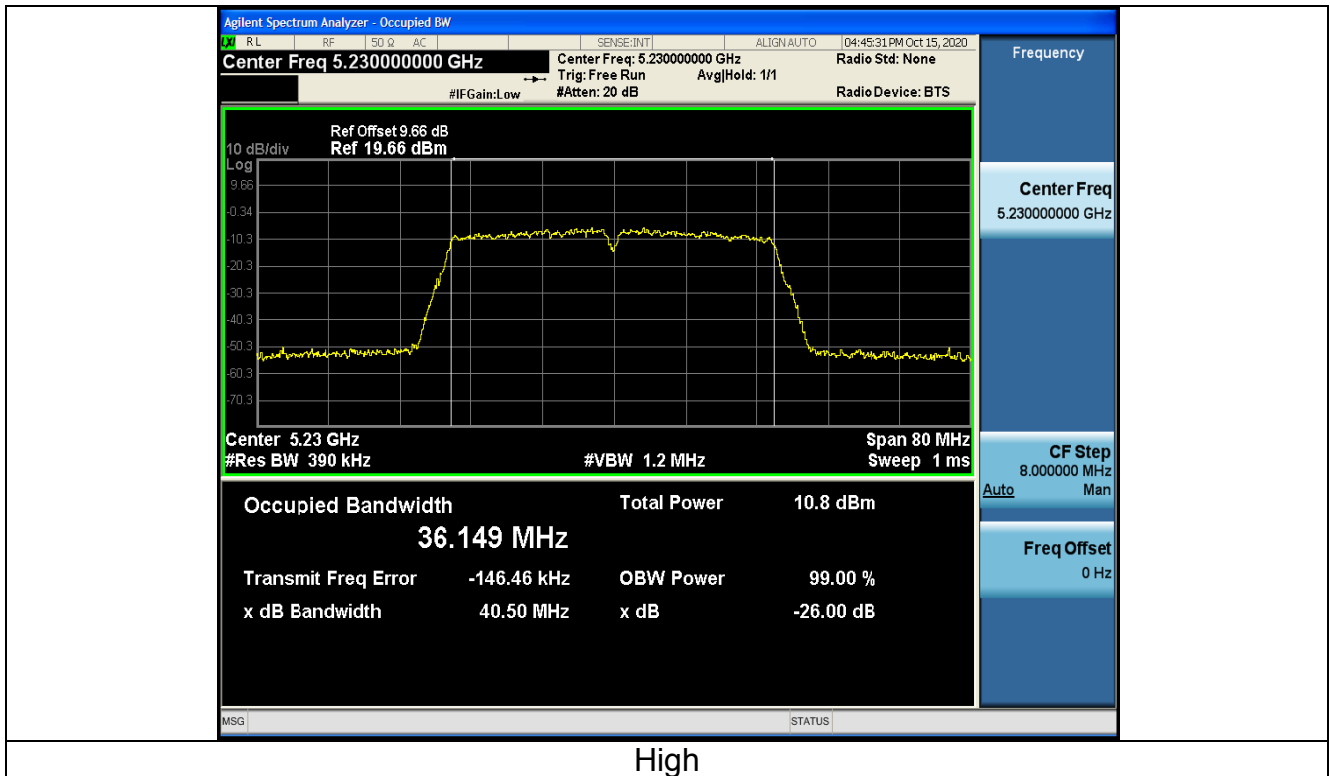 Agilent Spectrum Analyzer - Occupied BW
LXI RL RF 50 Ω AC SENSE:INT ALIGN AUTO 04:45:31 PM Oct 15, 2020
Center Freq 5.230000000 GHz
Center Freq: 5.230000000 GHz
Radio Std: None
Trig: Free Run Avg|Hold: 1/1
#IFGain:Low #Atten: 20 dB Radio Device: BTS
Ref Offset 9.66 dB
10 dB/div Ref 19.66 dBm
Log
9.66
-0.34
-10.3
-20.3
-30.3
-40.3
-50.3
-60.3
-70.3
Center 5.23 GHz Span 80 MHz
#Res BW 390 kHz #VBW 1.2 MHz Sweep 1 ms
Occupied Bandwidth Total Power 10.8 dBm
36.149 MHz
Transmit Freq Error -146.46 kHz OBW Power 99.00 %
x dB Bandwidth 40.50 MHz x dB -26.00 dB
MSG STATUS
Frequency
Center Freq
5.230000000 GHz
CF Step
8.000000 MHz
Auto Man
Freq Offset
0 Hz
High